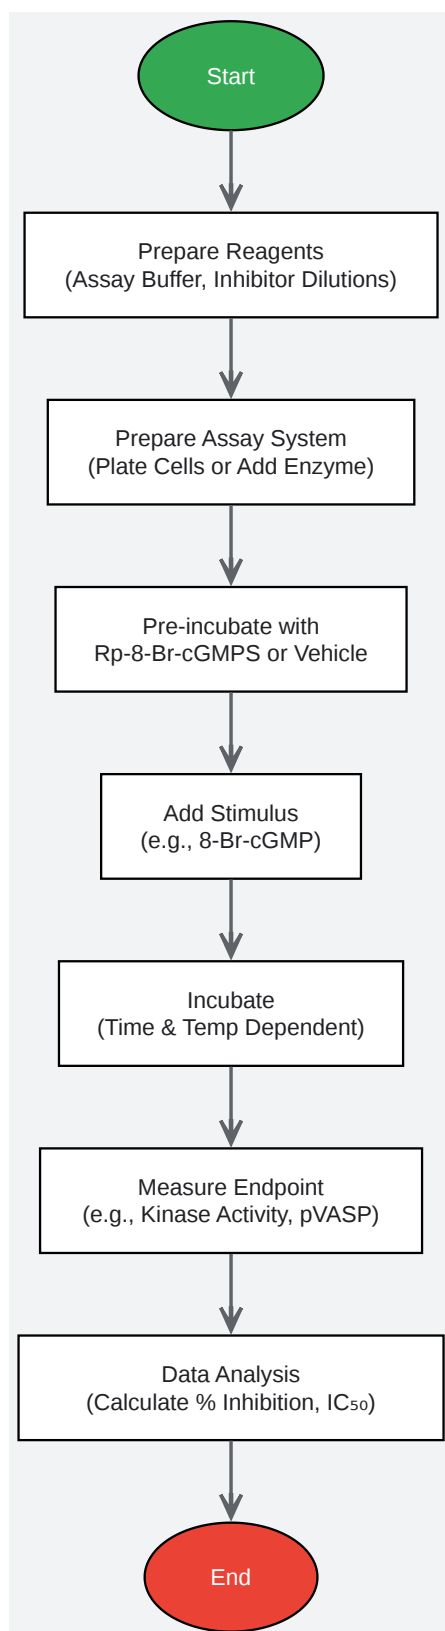 Start
Prepare Reagents
(Assay Buffer, Inhibitor Dilutions)
Prepare Assay System
(Plate Cells or Add Enzyme)
Pre-incubate with
Rp-8-Br-cGMPS or Vehicle
Add Stimulus
(e.g., 8-Br-cGMP)
Incubate
(Time & Temp Dependent)
Measure Endpoint
(e.g., Kinase Activity, pVASP)
Data Analysis
(Calculate % Inhibition, IC₅₀)
End